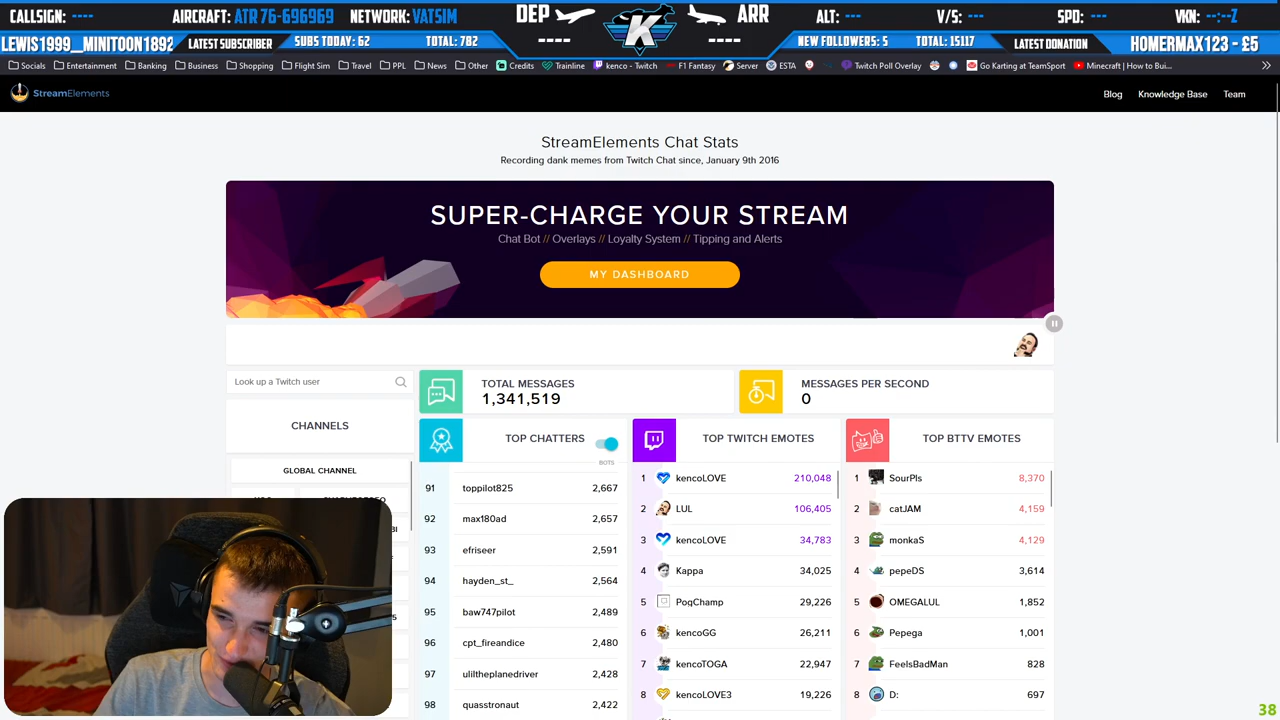 CALLSIGN: ---- AIRCRAFT: ATR 76-696969 NETWORK: VATSIM DEP ---- K ARR ---- ALT: --- V/S: --- SPD: --- VKN: --:--Z
LEWIS1999_MINITOON1892 LATEST SUBSCRIBER SUBS TODAY: 62 TOTAL: 782 NEW FOLLOWERS: 5 TOTAL: 15117 LATEST DONATION HOMERMAX123 - £5
Socials Entertainment Banking Business Shopping Flight Sim Travel PPL News Other Credits Trainline kenco - Twitch F1 Fantasy Server ESTA Twitch Poll Overlay Go Karting at TeamSport Minecraft | How to Bui...
StreamElements Blog Knowledge Base Team
StreamElements Chat Stats
Recording dank memes from Twitch Chat since, January 9th 2016
SUPER-CHARGE YOUR STREAM
Chat Bot // Overlays // Loyalty System // Tipping and Alerts
MY DASHBOARD
Look up a Twitch user
CHANNELS
GLOBAL CHANNEL
TOTAL MESSAGES
1,341,519
MESSAGES PER SECOND
0
TOP CHATTERS
BOTS
91 toppilot825 2,667
92 max180ad 2,657
93 efriseer 2,591
94 hayden_st_ 2,564
95 baw747pilot 2,489
96 cpt_fireandice 2,480
97 uliltheplanedriver 2,428
98 quasstronaut 2,422
TOP TWITCH EMOTES
1 kencoLOVE 210,048
2 LUL 106,405
3 kencoLOVE 34,783
4 Kappa 34,025
5 PogChamp 29,226
6 kencoGG 26,211
7 kencoTOGA 22,947
8 kencoLOVE3 19,226
TOP BTTV EMOTES
1 SourPls 8,370
2 catJAM 4,159
3 monkaS 4,129
4 pepeDS 3,614
5 OMEGALUL 1,852
6 Pepega 1,001
7 FeelsBadMan 828
8 D: 697
38